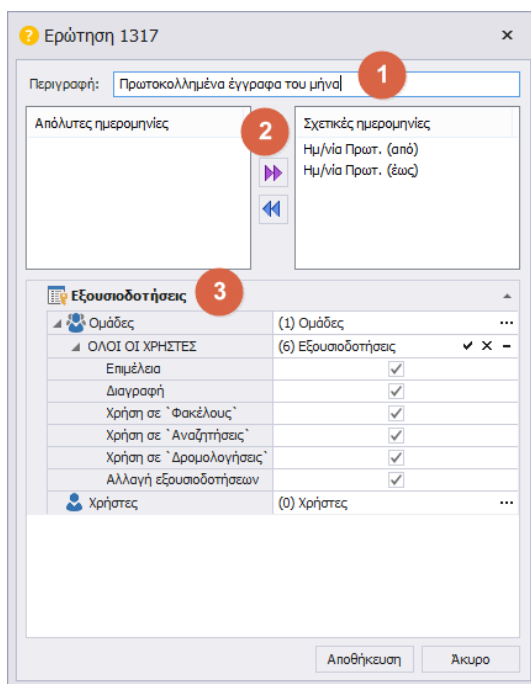 ? Ερώτηση 1317
Περιγραφή: Πρωτοκολλημένα έγγραφα του μήνα 1
Απόλυτες ημερομηνίες 2 Σχετικές ημερομηνίες
Ημ/νία Πρωτ. (από)
Ημ/νία Πρωτ. (έως)
Εξουσιοδοτήσεις 3
Ομάδες (1) Ομάδες ...
ΟΛΟΙ ΟΙ ΧΡΗΣΤΕΣ (6) Εξουσιοδοτήσεις
Επιμέλεια
Διαγραφή
Χρήση σε `Φακέλους`
Χρήση σε `Αναζητήσεις`
Χρήση σε `Δρομολογήσεις`
Αλλαγή εξουσιοδοτήσεων
Χρήστες (0) Χρήστες ...
Αποθήκευση Άκυρο